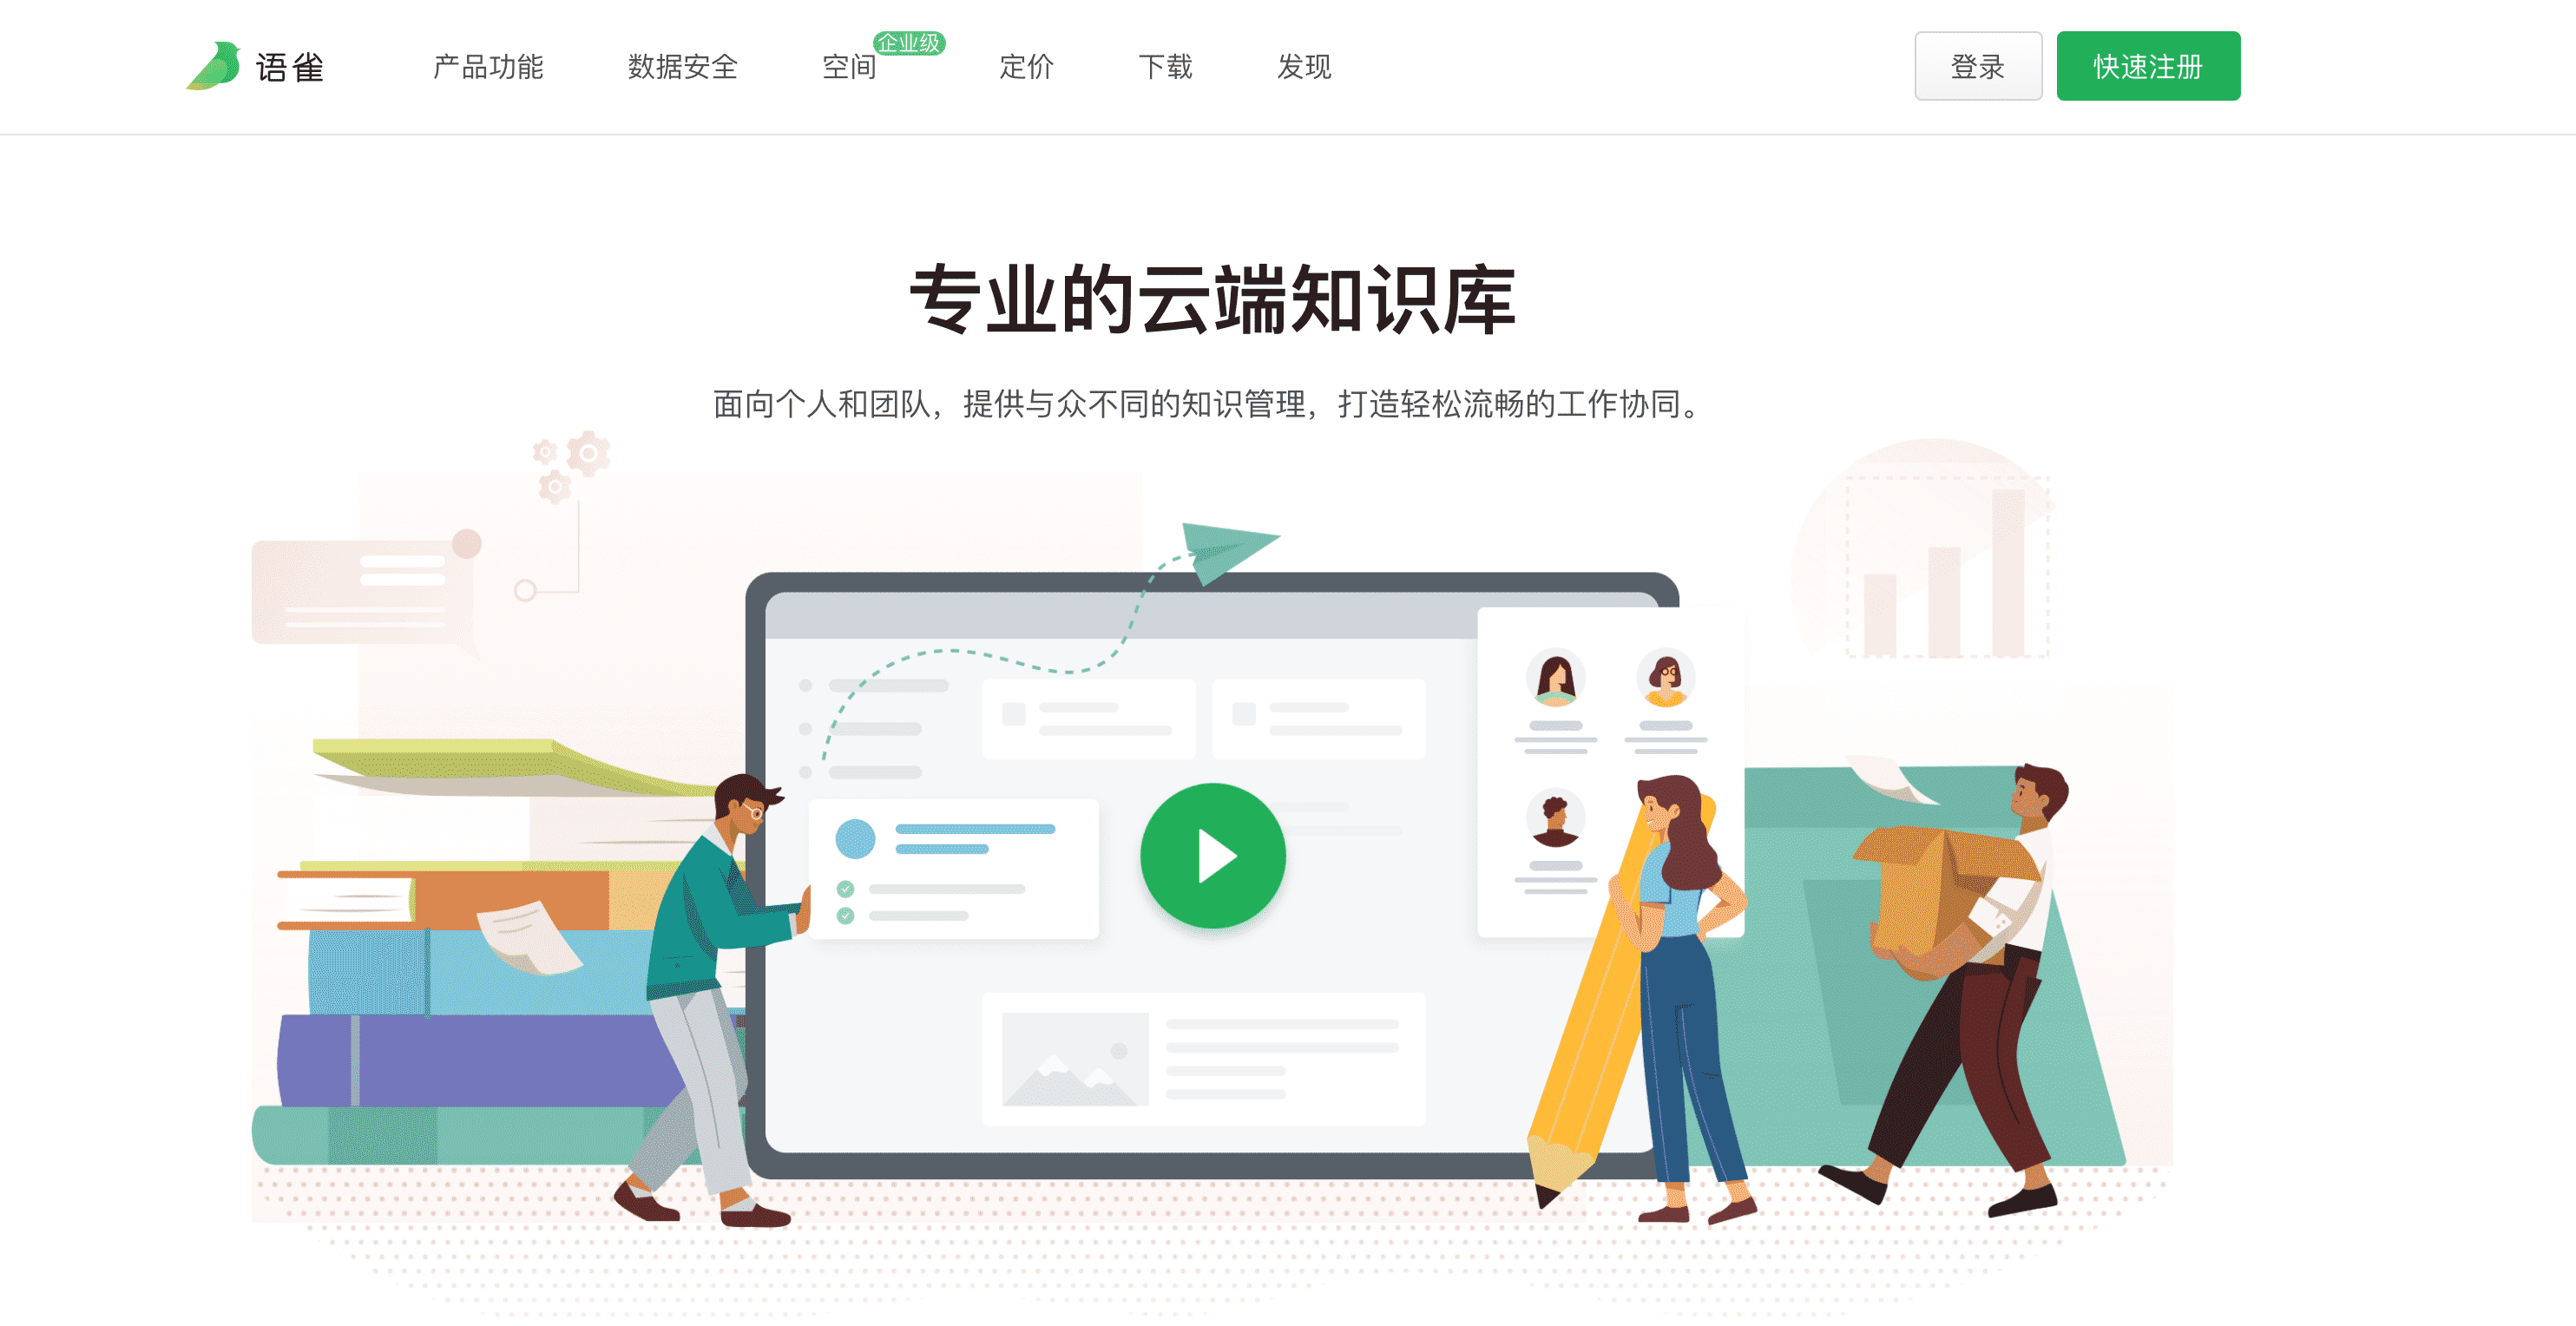 语雀 产品功能 数据安全 空间 企业级 定价 下载 发现 登录 快速注册
专业的云端知识库
面向个人和团队，提供与众不同的知识管理，打造轻松流畅的工作协同。